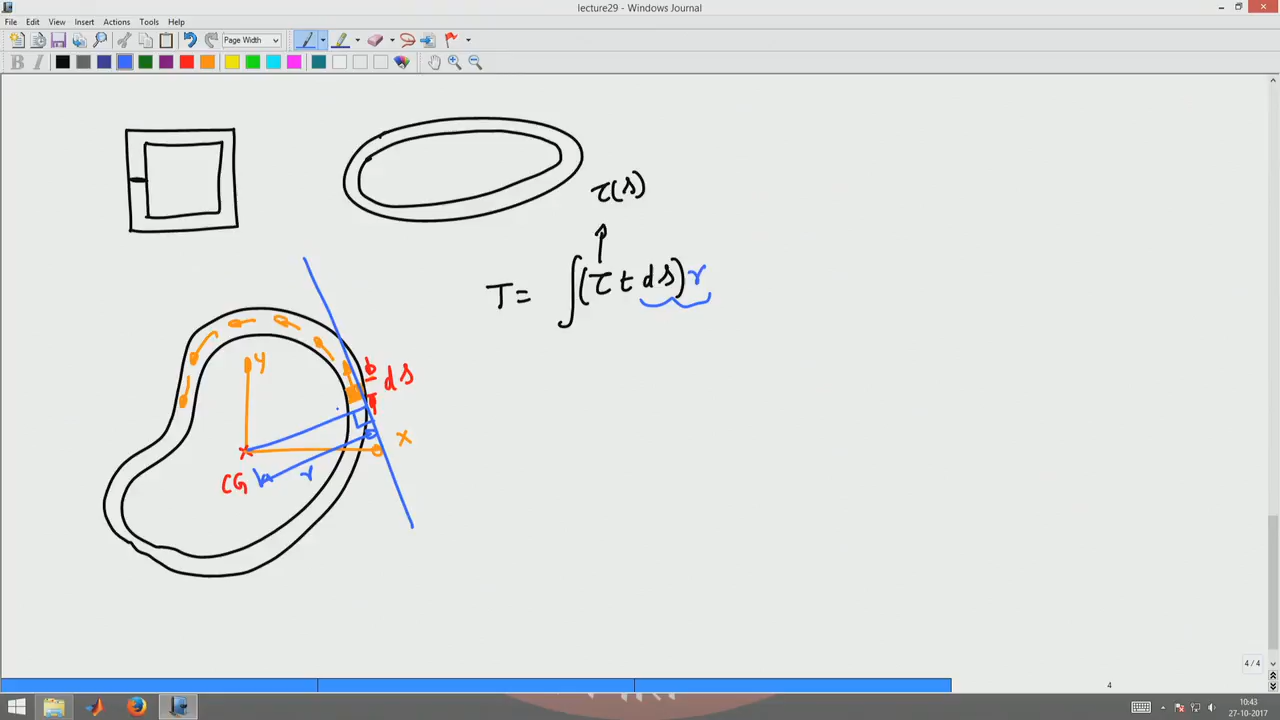 lecture29 - Windows Journal
File Edit View Insert Actions Tools Help
Page Width
B I
τ(s)
T= ∫(τ t ds)r
y
ds
x
CG
r
4 / 4
4
10:43
27-10-2017